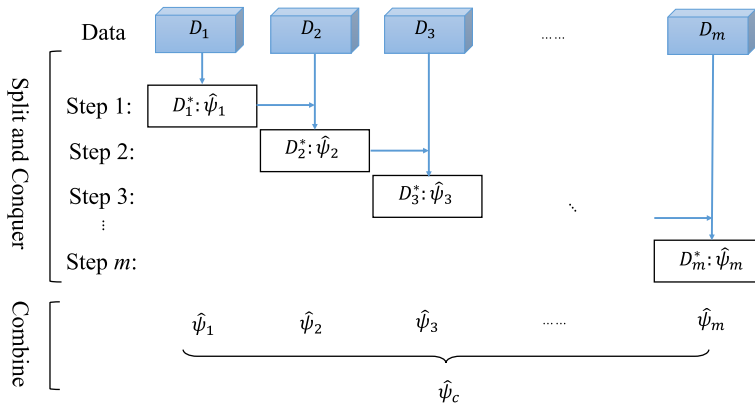 Data D₁ D₂ D₃ …… Dₘ
Split and Conquer
Step 1: D₁*: ψ̂₁
Step 2: D₂*: ψ̂₂
Step 3: D₃*: ψ̂₃
⋮ ⋱
Step m: Dₘ*: ψ̂ₘ
Combine
ψ̂₁ ψ̂₂ ψ̂₃ …… ψ̂ₘ
ψ̂_c